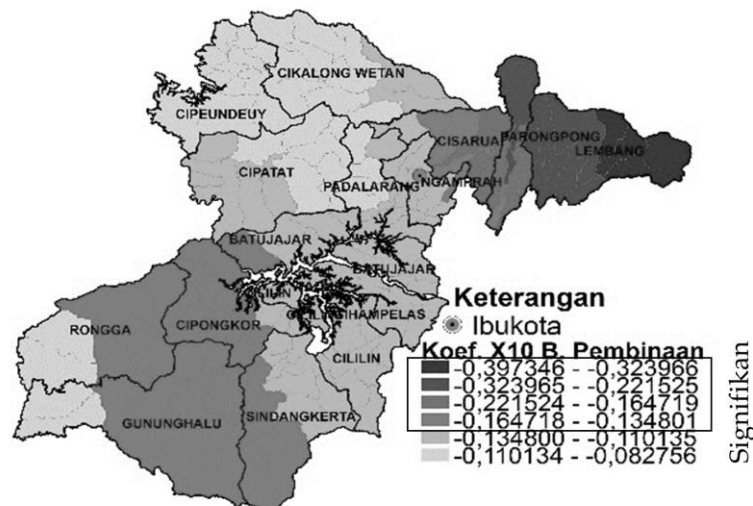 CIKALONG WETAN
CIPEUNDEUY
CISARUA
PARONGPONG
LEMBANG
CIPATAT
PADALARANG
NGAMPRAH
BATUJAJAR
BATUJAJAR
CIHAMPELAS
RONGGA
CIPONGKOR
CILILIN
GUNUNGHALU
SINDANGKERTA
Keterangan
Ibukota
Koef. X10 B. Pembinaan
-0,397346 - -0,323966
-0,323965 - -0,221525
-0,221524 - -0,164719
-0,164718 - -0,134801
-0,134800 - -0,110135
-0,110134 - -0,082756
Signifikan